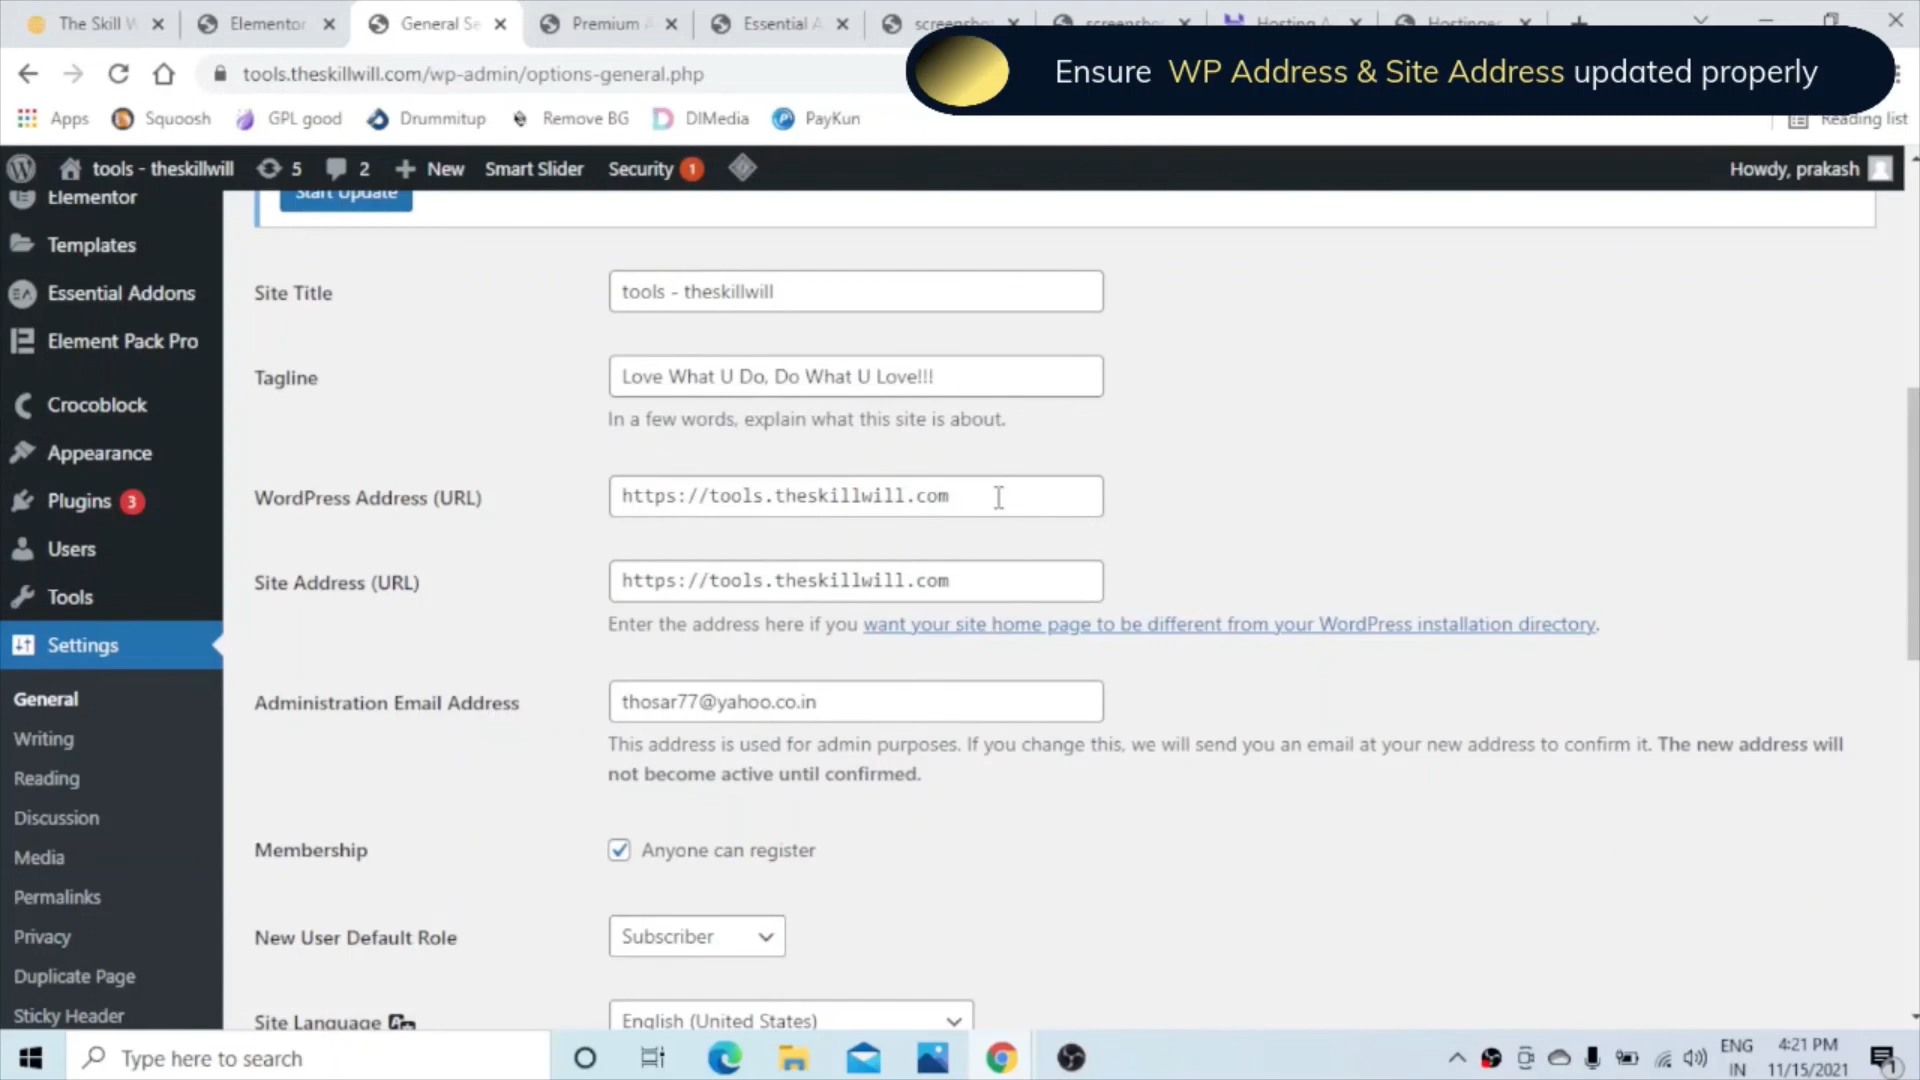 The Skill W
Elementor
General Se
Premium A
Essential A
screensho
screensho
Hosting A
Hostinger
tools.theskillwill.com/wp-admin/options-general.php
Ensure WP Address & Site Address updated properly
Apps
Squoosh
GPL good
Drummitup
Remove BG
DIMedia
PayKun
Reading list
tools - theskillwill
5
2
New
Smart Slider
Security 1
Howdy, prakash
Elementor
Templates
Essential Addons
Element Pack Pro
Crocoblock
Appearance
Plugins 3
Users
Tools
Settings
General
Writing
Reading
Discussion
Media
Permalinks
Privacy
Duplicate Page
Sticky Header
Start Update
Site Title
tools - theskillwill
Tagline
Love What U Do, Do What U Love!!!
In a few words, explain what this site is about.
WordPress Address (URL)
https://tools.theskillwill.com
Site Address (URL)
https://tools.theskillwill.com
Enter the address here if you want your site home page to be different from your WordPress installation directory.
Administration Email Address
thosar77@yahoo.co.in
This address is used for admin purposes. If you change this, we will send you an email at your new address to confirm it. The new address will
not become active until confirmed.
Membership
Anyone can register
New User Default Role
Subscriber
Site Language
English (United States)
Type here to search
ENG
IN
4:21 PM
11/15/2021
1